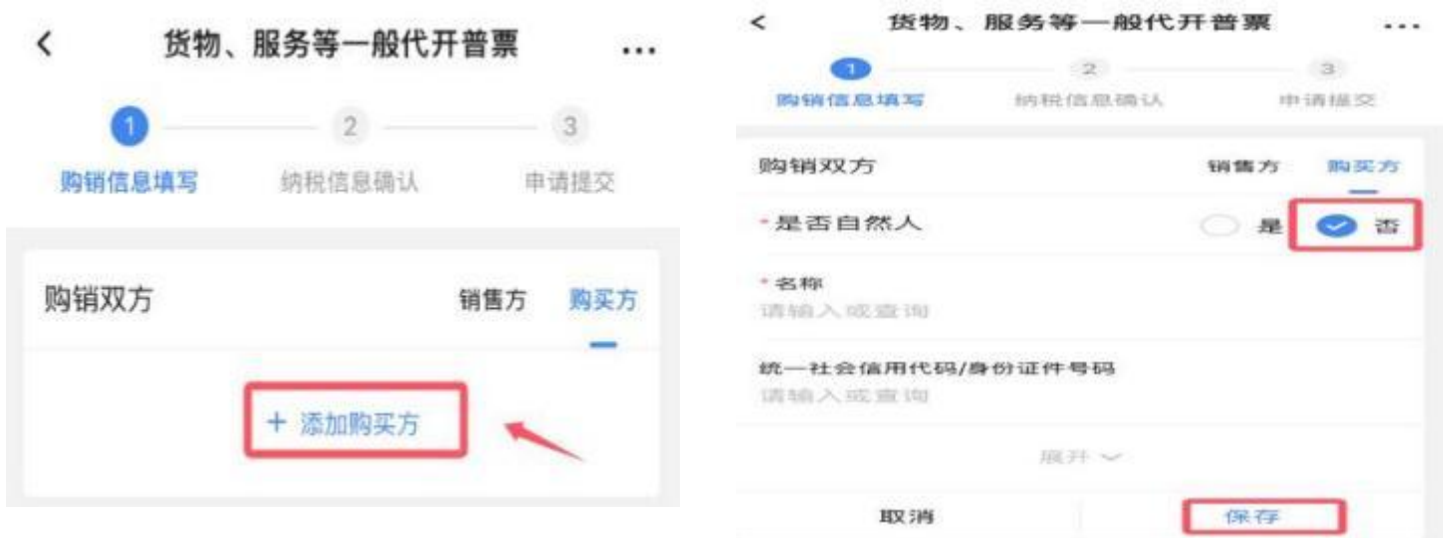 < 货物、服务等一般代开普票 ...
1 2 3
购销信息填写 纳税信息确认 申请提交
购销双方 销售方 购买方
+ 添加购买方
< 货物、服务等一般代开普票 ...
1 2 3
购销信息填写 纳税信息确认 申请提交
购销双方 销售方 购买方
*是否自然人 是 否
*名称
请输入或查询
统一社会信用代码/身份证件号码
请输入或查询
展开
取消 保存